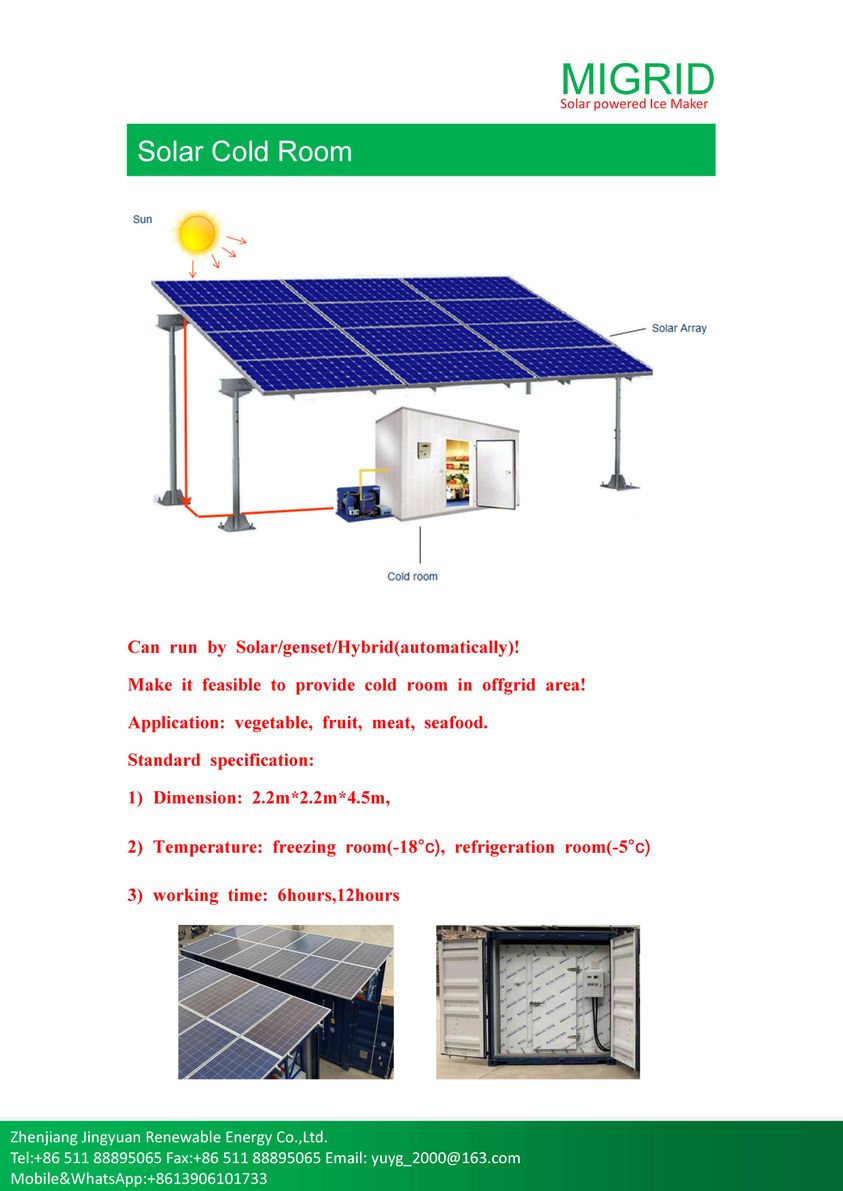 MIGRID
Solar powered Ice Maker
Solar Cold Room
Sun
Solar Array
Cold room
Can run by Solar/genset/Hybrid(automatically)!
Make it feasible to provide cold room in offgrid area!
Application: vegetable, fruit, meat, seafood.
Standard specification:
1) Dimension: 2.2m*2.2m*4.5m,
2) Temperature: freezing room(-18°c), refrigeration room(-5°c)
3) working time: 6hours,12hours
Zhenjiang Jingyuan Renewable Energy Co.,Ltd.
Tel:+86 511 88895065 Fax:+86 511 88895065 Email: yuyg_2000@163.com
Mobile&WhatsApp:+8613906101733